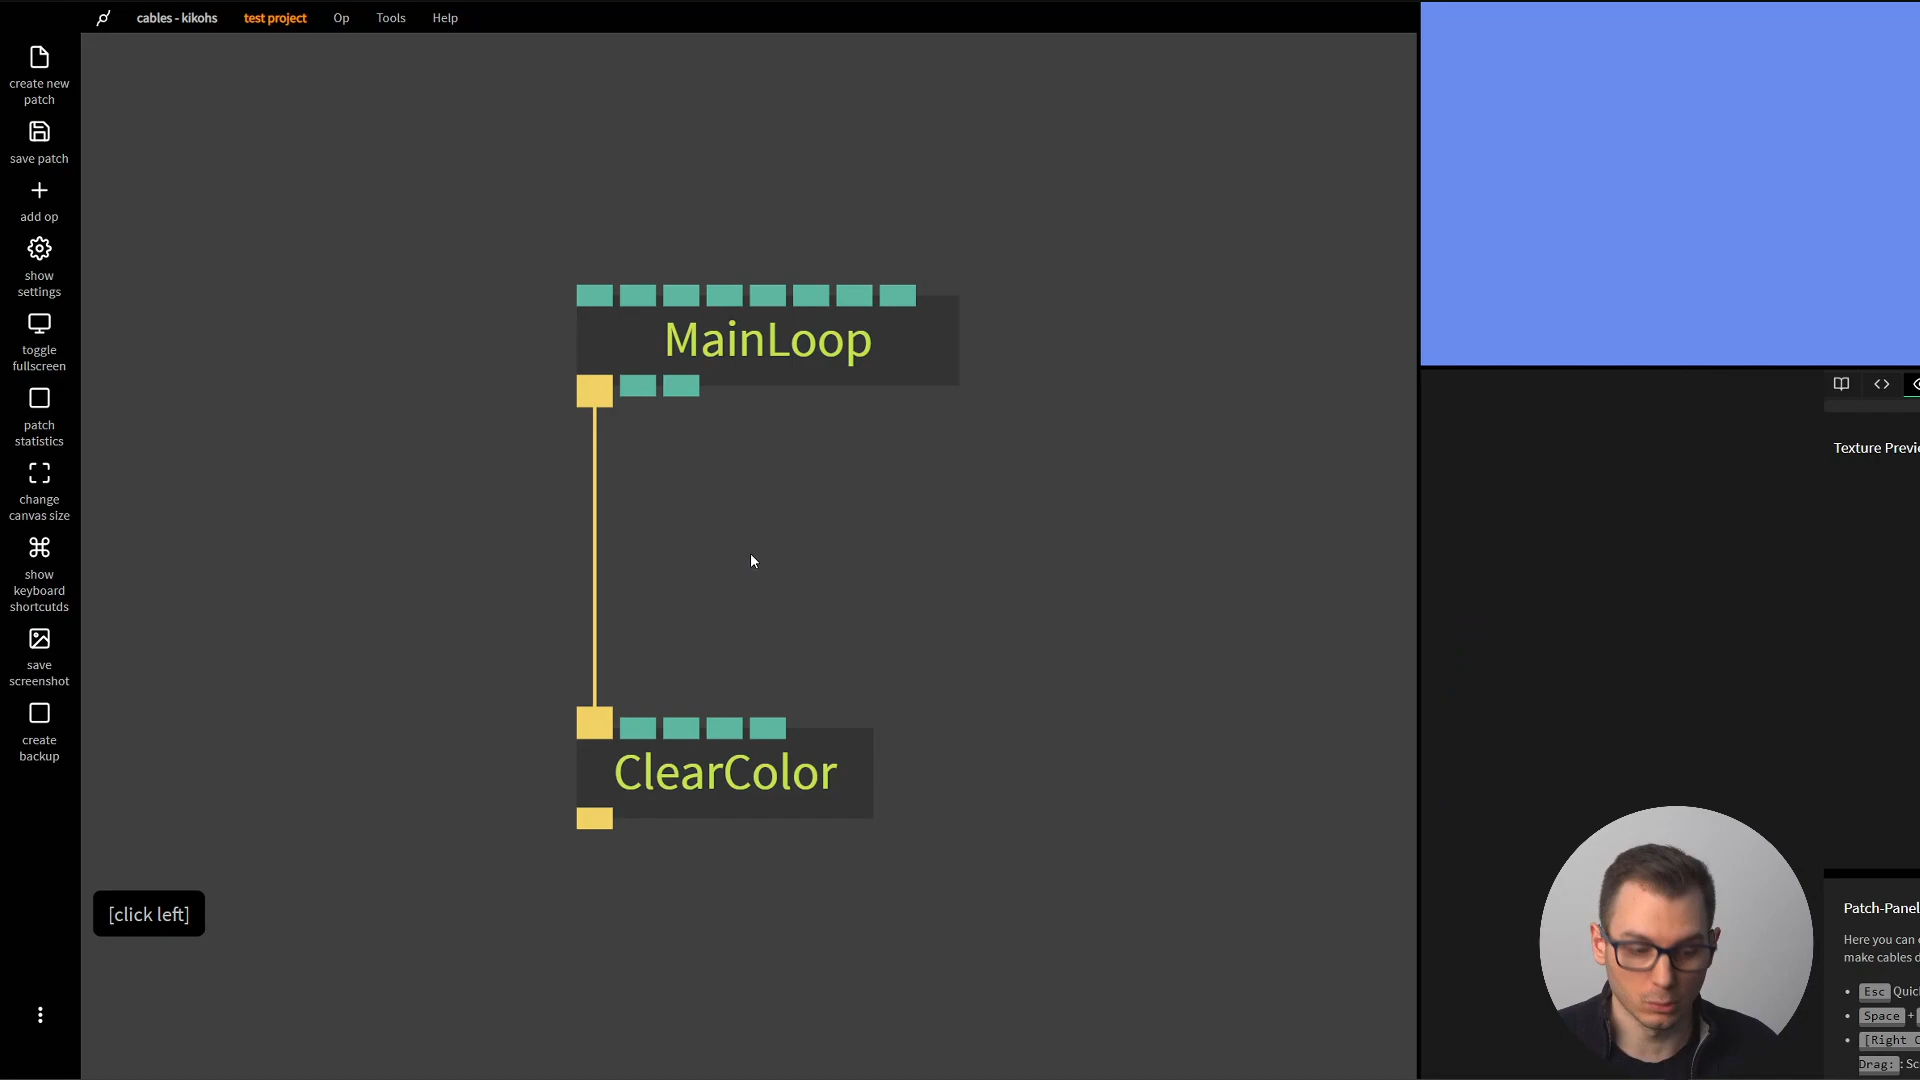 cables - kikohs
test project
Op
Tools
Help
create new
patch
save patch
add op
show
settings
toggle
fullscreen
patch
statistics
change
canvas size
show
keyboard
shortcutds
save
screenshot
create
backup
MainLoop
ClearColor
[click left]
Texture Previe
Patch-Panel
Here you can
make cables
Esc Quic
Space +
[Right
Drag: : Sc